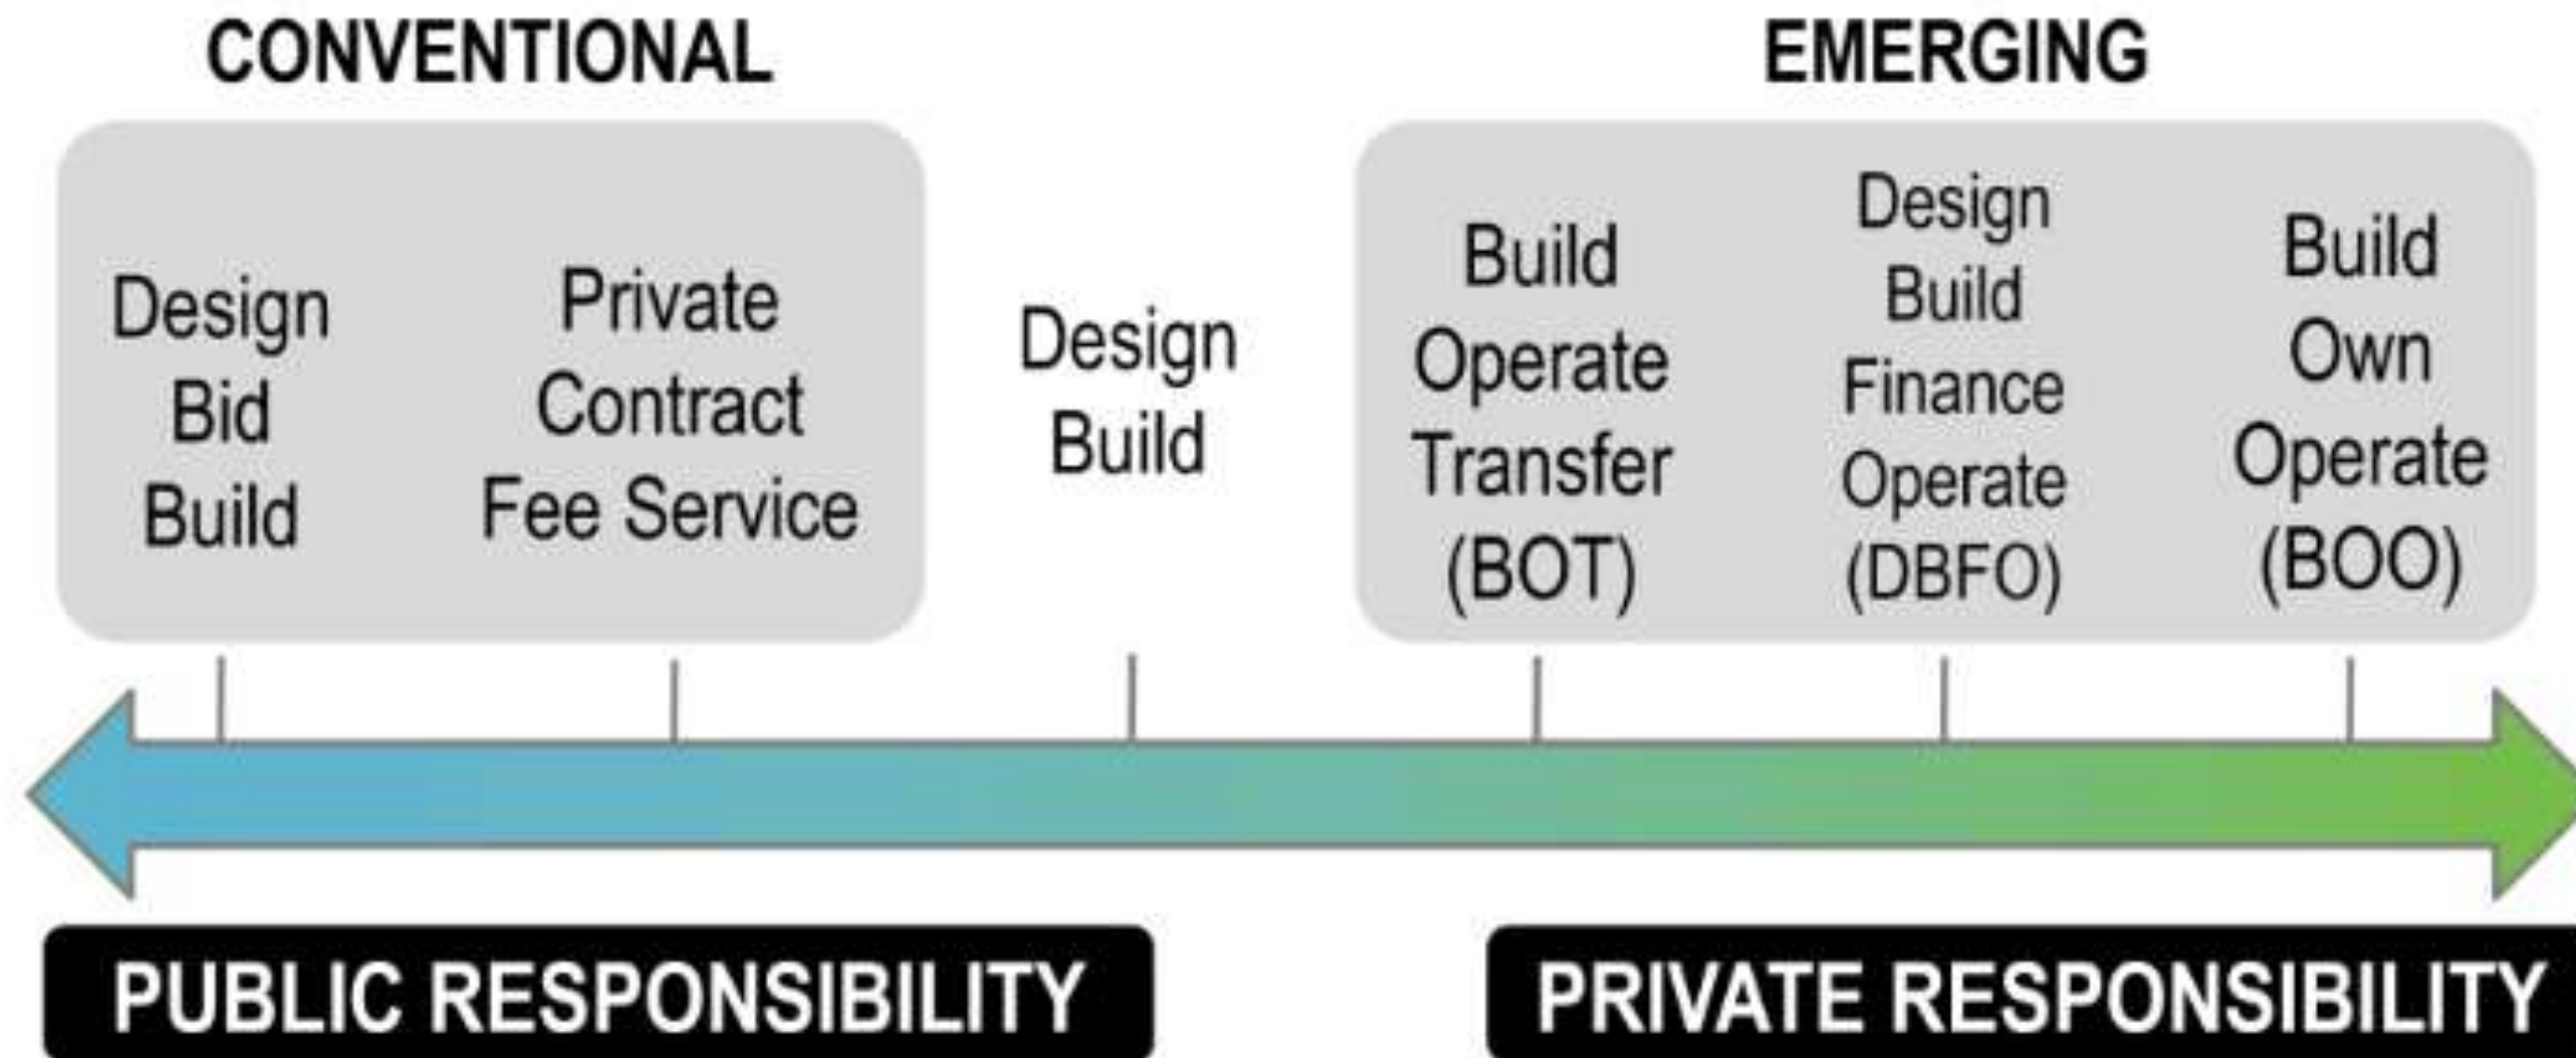 CONVENTIONAL
EMERGING
Design
Bid
Build
Private
Contract
Fee Service
Design
Build
Build
Operate
Transfer
(BOT)
Design
Build
Finance
Operate
(DBFO)
Build
Own
Operate
(BOO)
PUBLIC RESPONSIBILITY
PRIVATE RESPONSIBILITY